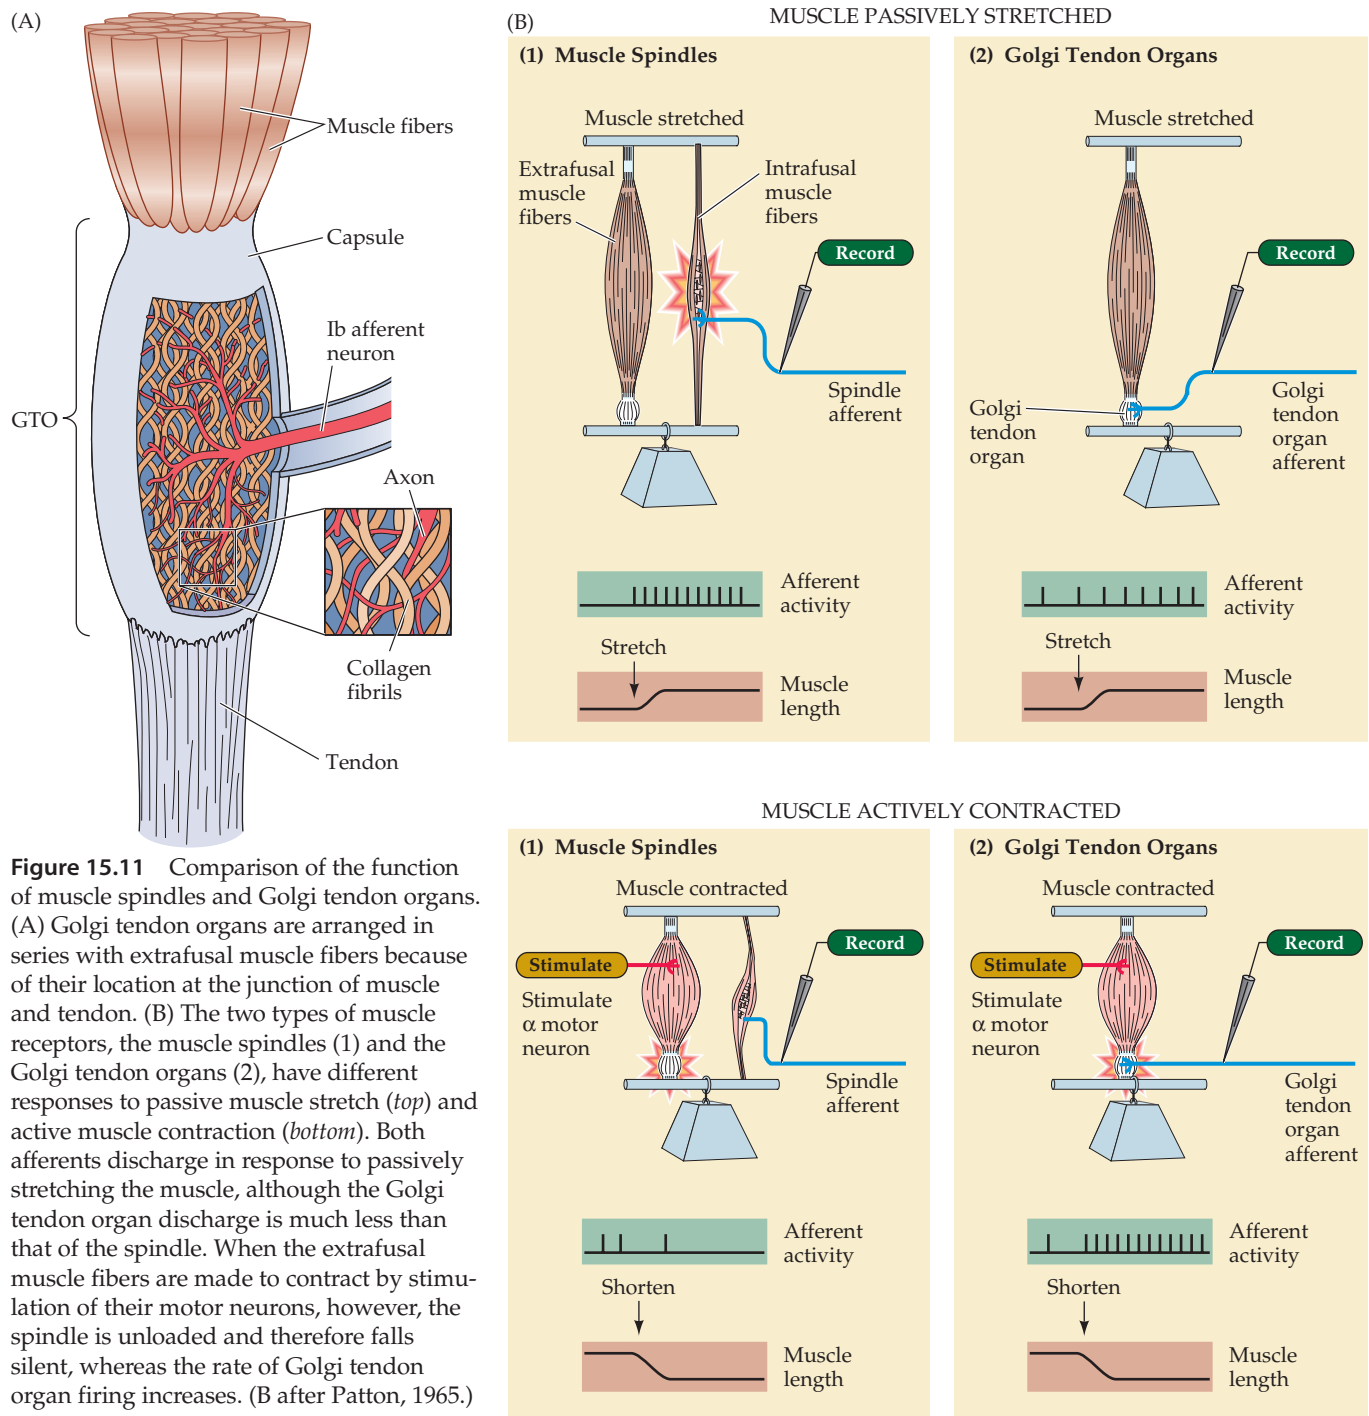 (A)
Muscle fibers
Capsule
Ib afferent
neuron
GTO
Axon
Collagen
fibrils
Tendon
Figure 15.11 Comparison of the function
of muscle spindles and Golgi tendon organs.
(A) Golgi tendon organs are arranged in
series with extrafusal muscle fibers because
of their location at the junction of muscle
and tendon. (B) The two types of muscle
receptors, the muscle spindles (1) and the
Golgi tendon organs (2), have different
responses to passive muscle stretch (top) and
active muscle contraction (bottom). Both
afferents discharge in response to passively
stretching the muscle, although the Golgi
tendon organ discharge is much less than
that of the spindle. When the extrafusal
muscle fibers are made to contract by stimu-
lation of their motor neurons, however, the
spindle is unloaded and therefore falls
silent, whereas the rate of Golgi tendon
organ firing increases. (B after Patton, 1965.)
(B)
MUSCLE PASSIVELY STRETCHED
(1) Muscle Spindles
Muscle stretched
Extrafusal
muscle
fibers
Intrafusal
muscle
fibers
Record
Spindle
afferent
Afferent
activity
Stretch
Muscle
length
(2) Golgi Tendon Organs
Muscle stretched
Record
Golgi
tendon
organ
Golgi
tendon
organ
afferent
Afferent
activity
Stretch
Muscle
length
MUSCLE ACTIVELY CONTRACTED
(1) Muscle Spindles
Muscle contracted
Stimulate
Record
Stimulate
α motor
neuron
Spindle
afferent
Afferent
activity
Shorten
Muscle
length
(2) Golgi Tendon Organs
Muscle contracted
Stimulate
Record
Stimulate
α motor
neuron
Golgi
tendon
organ
afferent
Afferent
activity
Shorten
Muscle
length